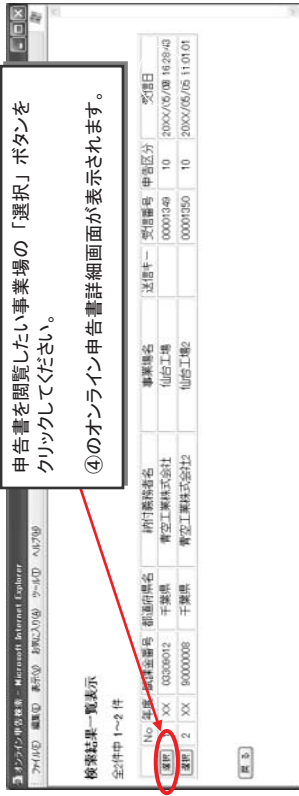 オンライン申告検索 - Microsoft Internet Explorer
ファイル(F) 編集(E) 表示(V) お気に入り(A) ツール(T) ヘルプ(H)
申告書を閲覧したい事業場の「選択」ボタンを
クリックしてください。
④のオンライン申告書詳細画面が表示されます。
検索結果一覧表示
全2件中 1～2 件
No 年度 賦課金番号 都道府県名 納付義務者名 事業場名 送信キー 受信番号 申告区分 受信日
選択 XX 03309012 千葉県 青空工業株式会社 仙台工場 00001349 10 20XX/05/08 16:28:43
選択 2 XX 90000008 千葉県 青空工業株式会社2 仙台工場2 00001350 10 20XX/05/05 11:01:01
戻る